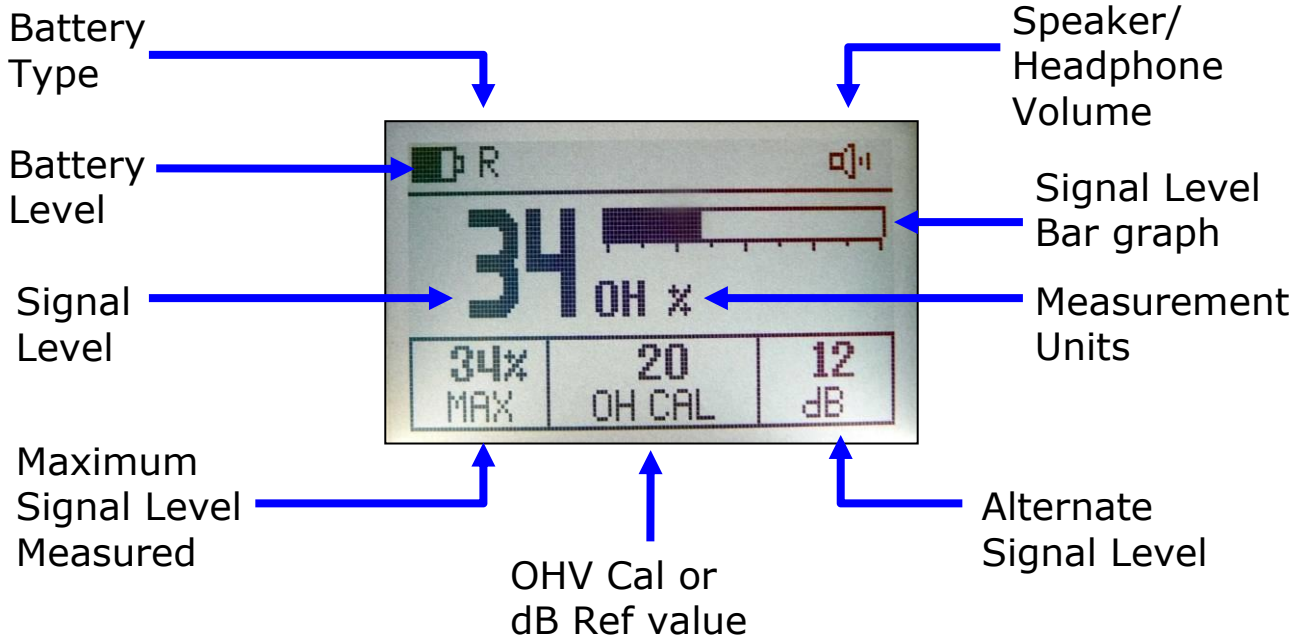 Battery
Type
Speaker/
Headphone
Volume
Battery
Level
R
Signal Level
Bar graph
34
OH %
Signal
Level
Measurement
Units
34%
MAX
20
OH CAL
12
dB
Maximum
Signal Level
Measured
Alternate
Signal Level
OHV Cal or
dB Ref value